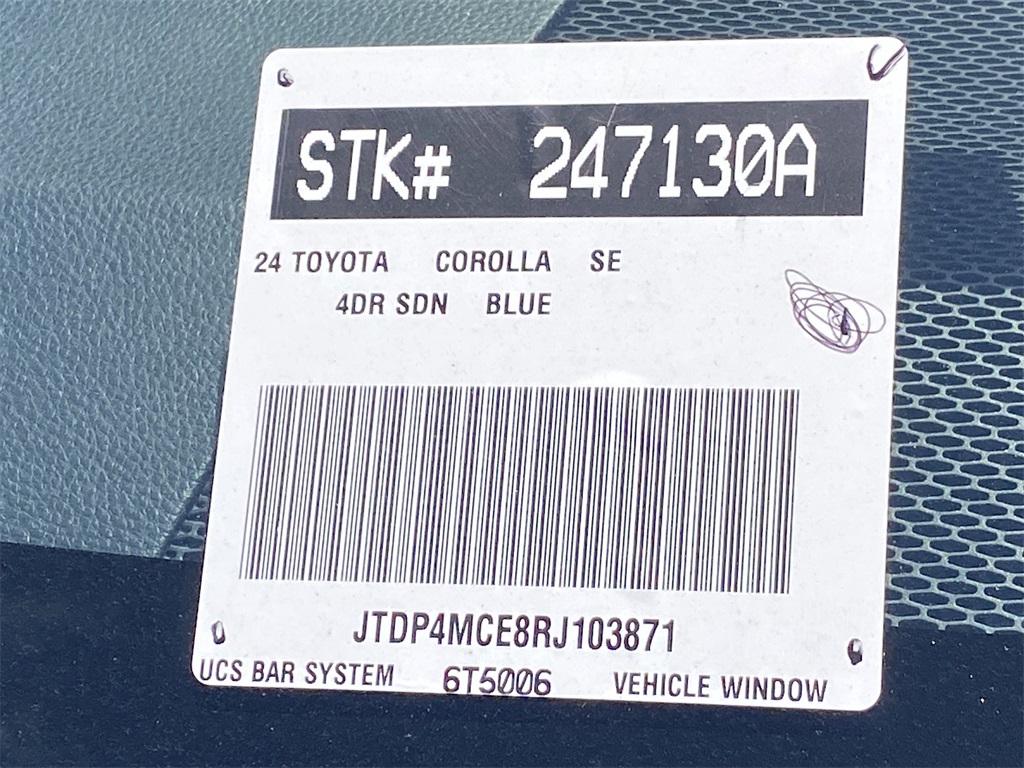 STK# 247130A
24 TOYOTA COROLLA SE
4DR SDN BLUE
JTDP4MCE8RJ103871
UCS BAR SYSTEM 6T5006 VEHICLE WINDOW